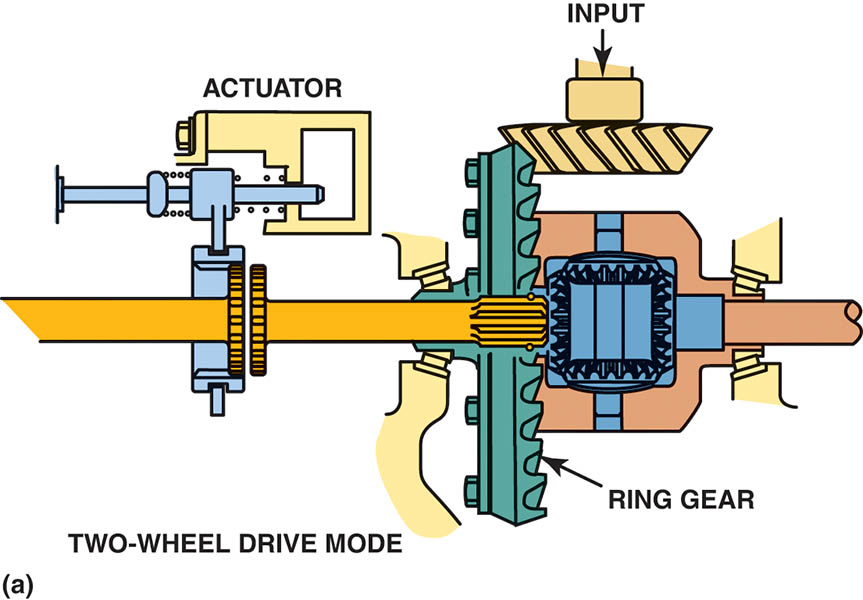 INPUT
ACTUATOR
RING GEAR
TWO-WHEEL DRIVE MODE
(a)